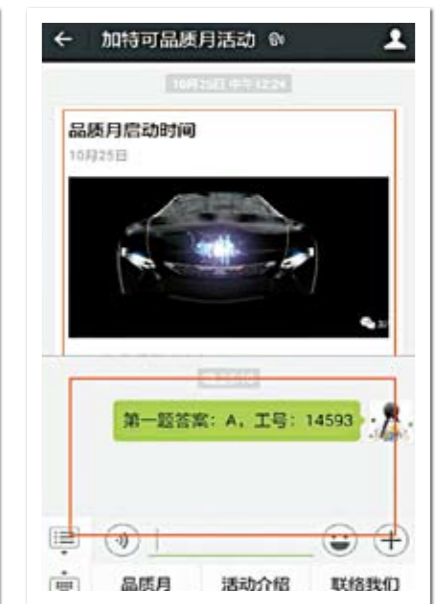 加特可品质月活动
10月25日 中午12:24
品质月启动时间
10月25日
第一题答案：A，工号：14593
品质月
活动介绍
联络我们